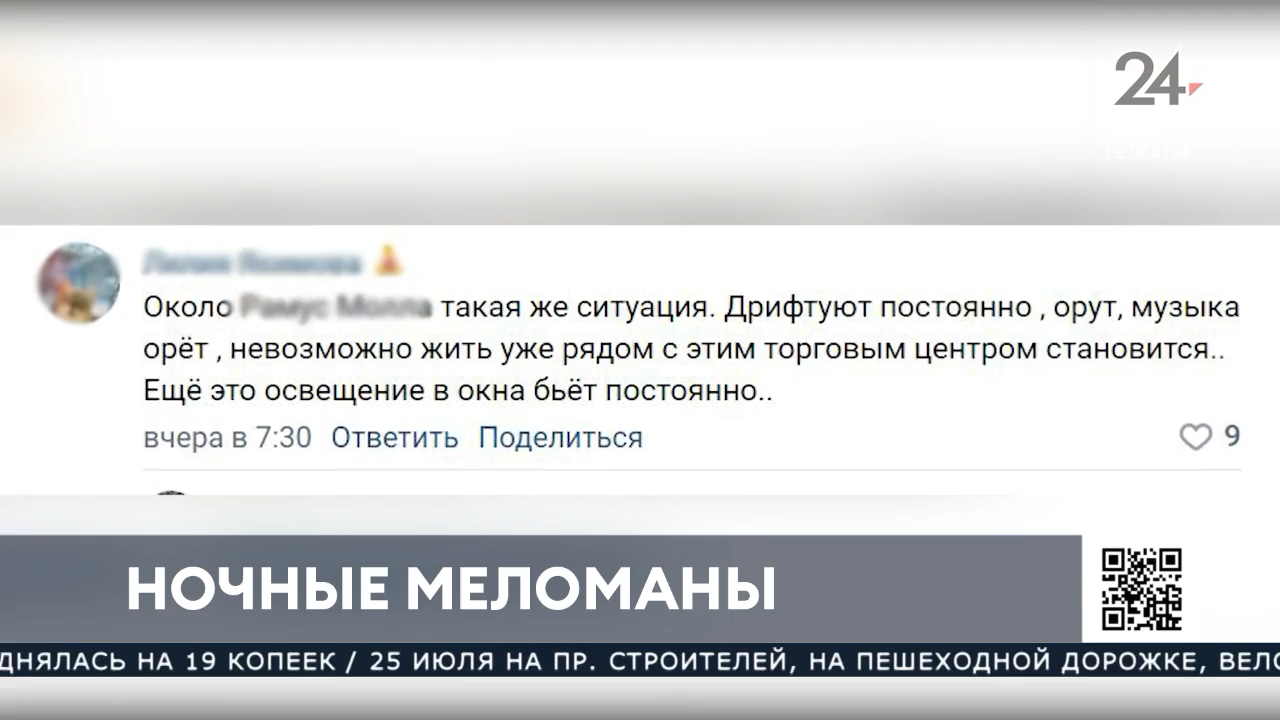 24
Около такая же ситуация. Дрифтуют постоянно , орут, музыка
орёт , невозможно жить уже рядом с этим торговым центром становится..
Ещё это освещение в окна бьёт постоянно..
вчера в 7:30 Ответить Поделиться 9
НОЧНЫЕ МЕЛОМАНЫ
ДНЯЛАСЬ НА 19 КОПЕЕК / 25 ИЮЛЯ НА ПР. СТРОИТЕЛЕЙ, НА ПЕШЕХОДНОЙ ДОРОЖКЕ, ВЕЛО